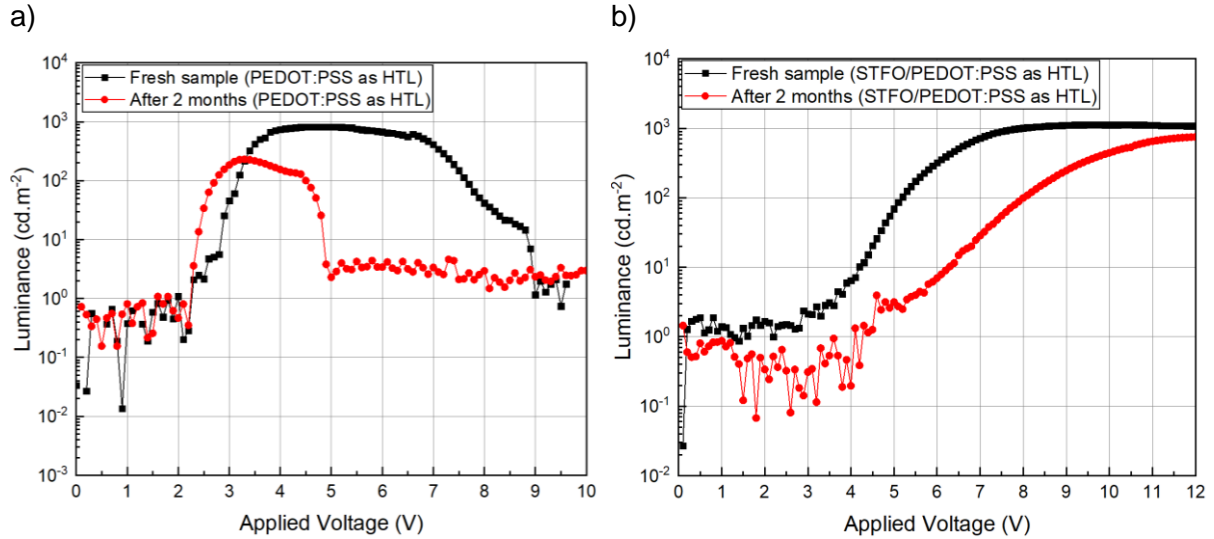 a)
10^4
10^3
10^2
10^1
10^0
10^-1
10^-2
10^-3
Luminance (cd.m^-2)
Fresh sample (PEDOT:PSS as HTL)
After 2 months (PEDOT:PSS as HTL)
0 1 2 3 4 5 6 7 8 9 10
Applied Voltage (V)
b)
10^4
10^3
10^2
10^1
10^0
10^-1
10^-2
Luminance (cd.m^-2)
Fresh sample (STFO/PEDOT:PSS as HTL)
After 2 months (STFO/PEDOT:PSS as HTL)
0 1 2 3 4 5 6 7 8 9 10 11 12
Applied Voltage (V)